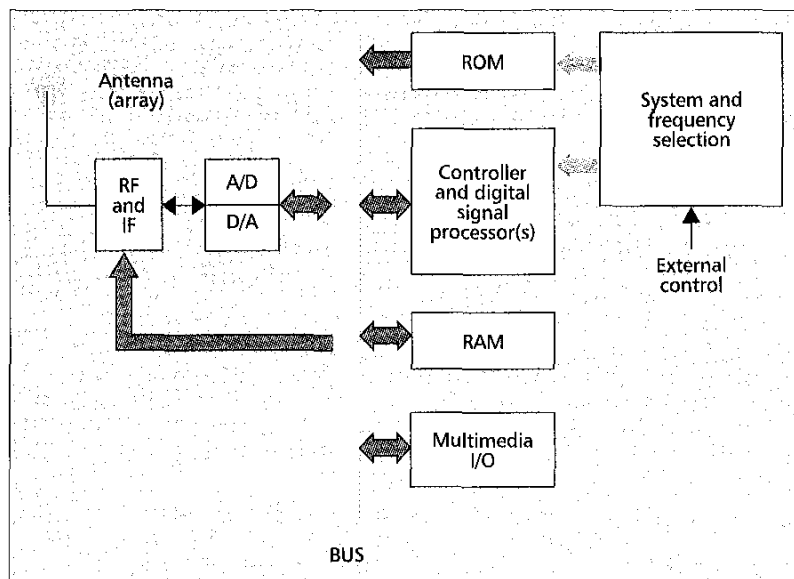 Antenna
(array)
RF
and
IF
A/D
D/A
ROM
Controller
and digital
signal
processor(s)
RAM
Multimedia
I/O
System and
frequency
selection
External
control
BUS